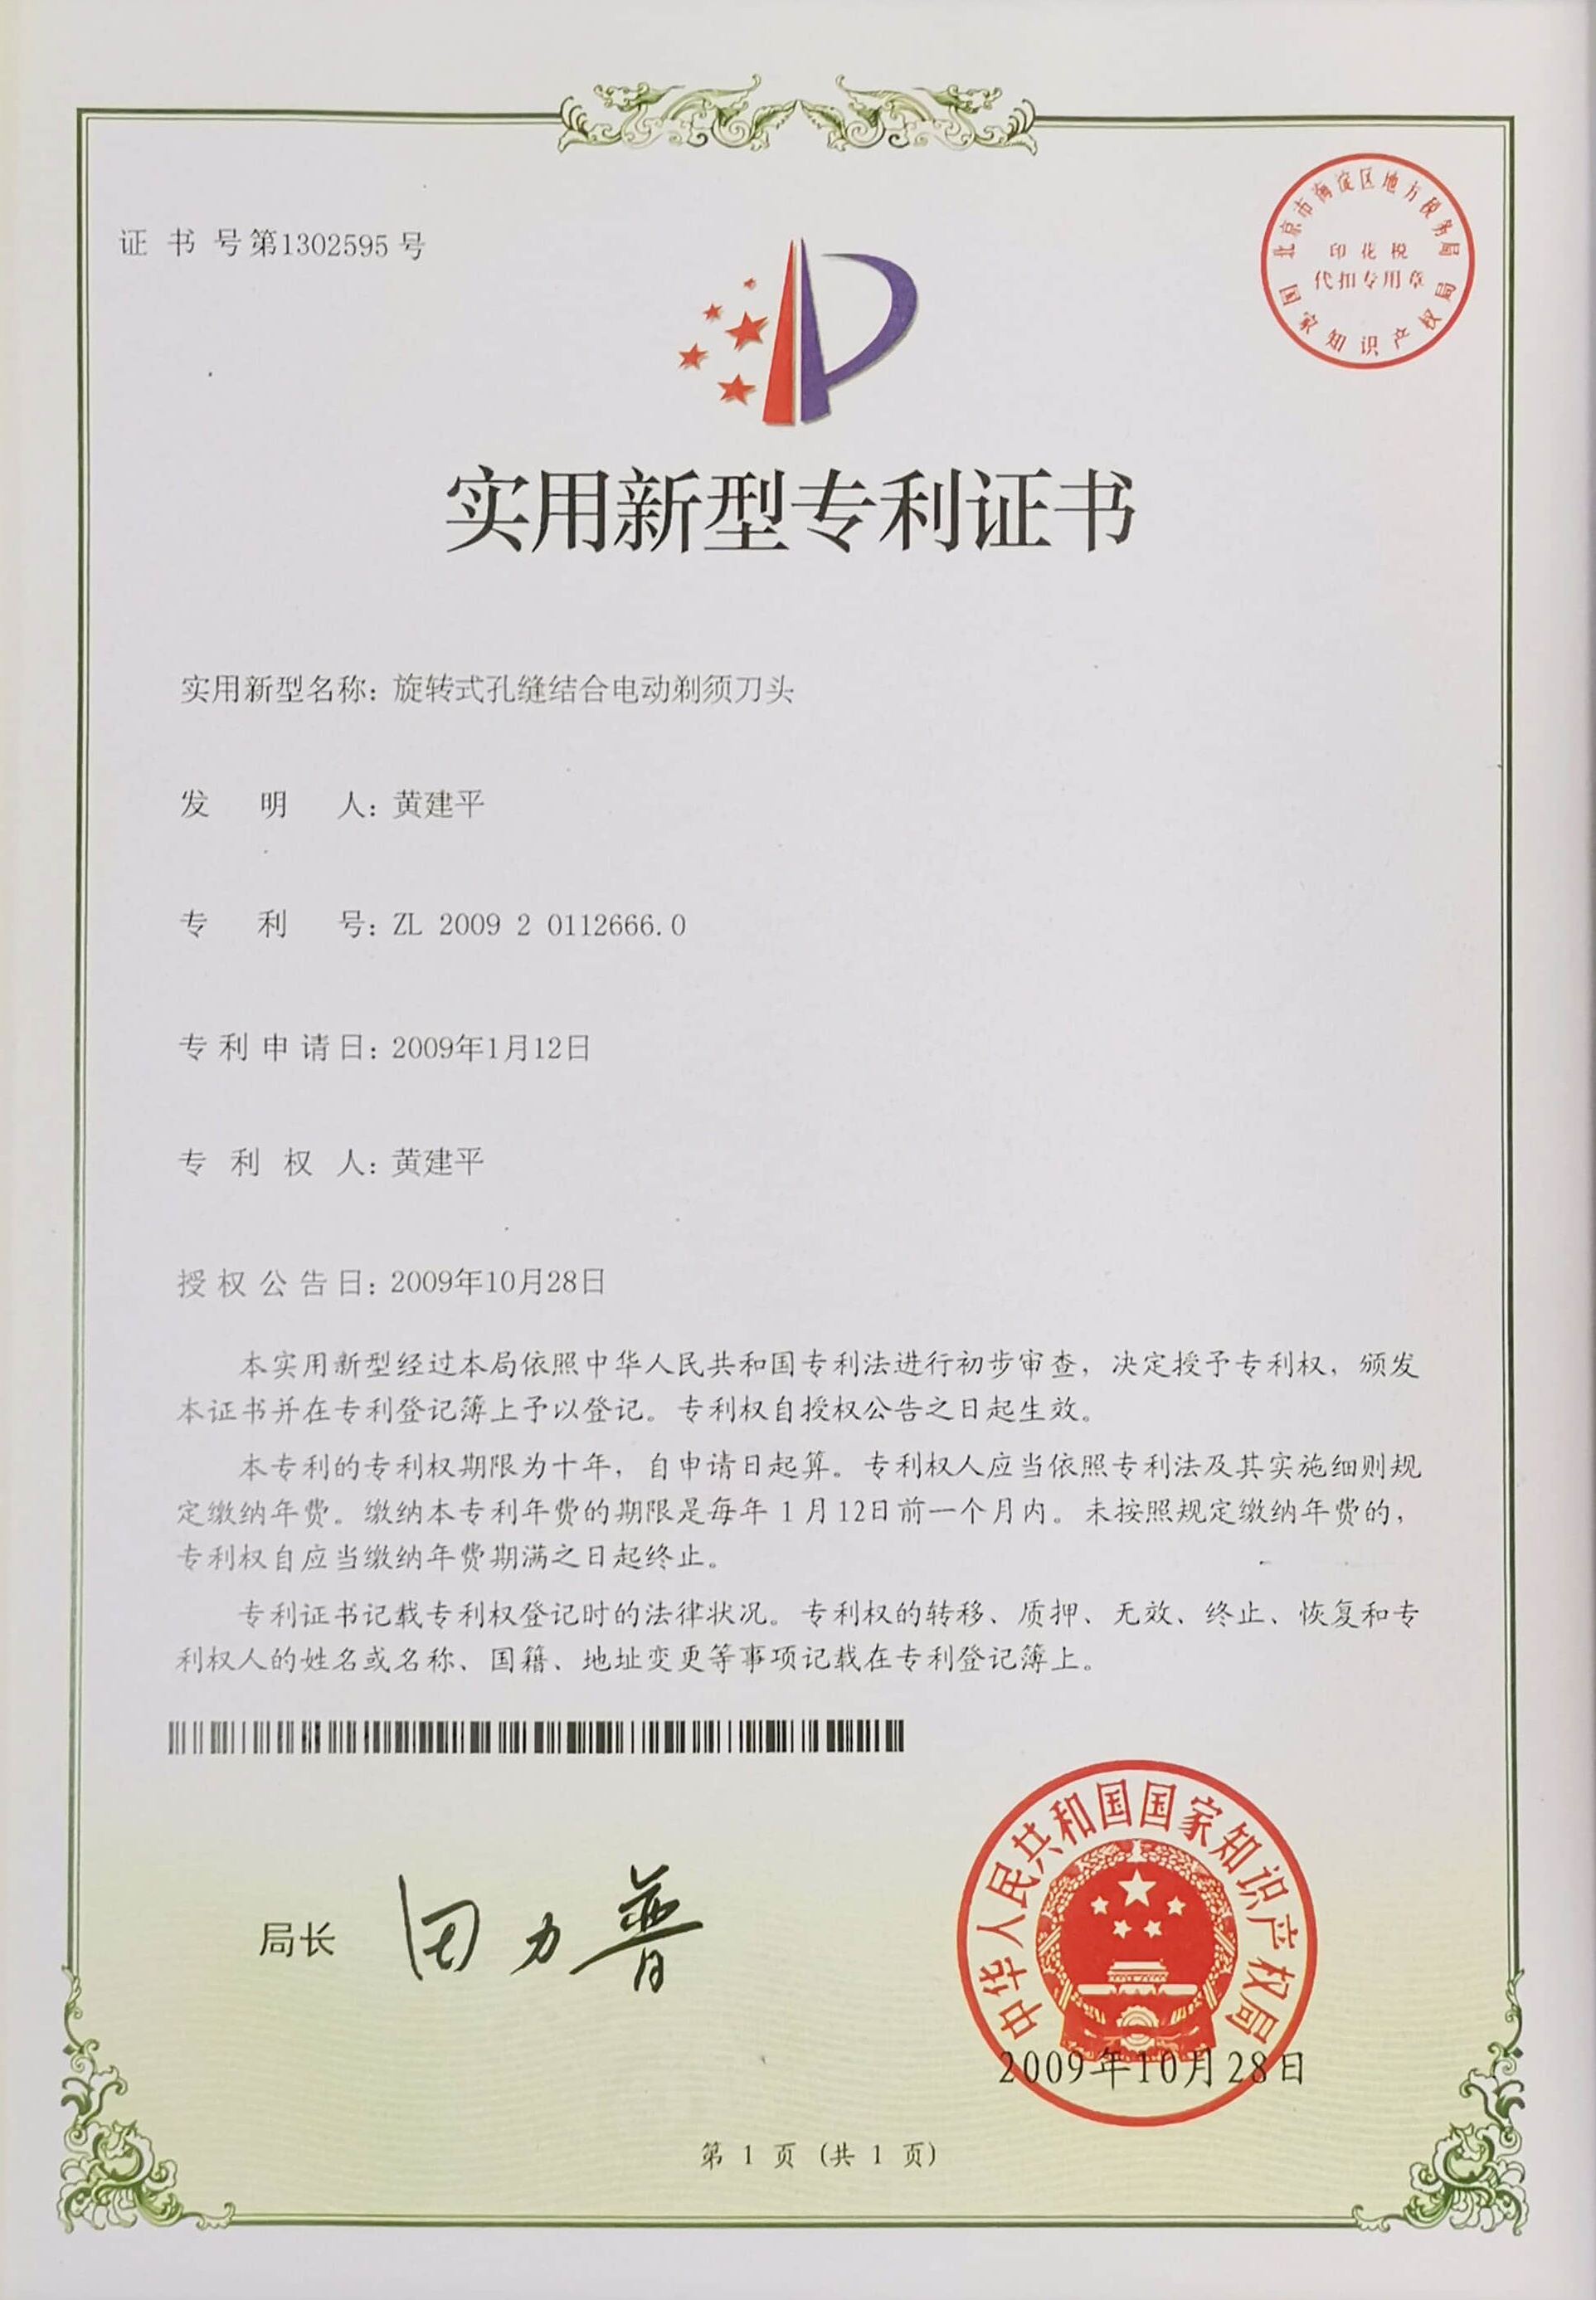 证书号第1302595号
北京市海淀区地方税务局
印花税
代扣专用章
国家知识产权局
实用新型专利证书
实用新型名称：旋转式孔缝结合电动剃须刀头
发明人：黄建平
专利号：ZL 2009 2 0112666.0
专利申请日：2009年1月12日
专利权人：黄建平
授权公告日：2009年10月28日
本实用新型经过本局依照中华人民共和国专利法进行初步审查，决定授予专利权，颁发
本证书并在专利登记簿上予以登记。专利权自授权公告之日起生效。
本专利的专利权期限为十年，自申请日起算。专利权人应当依照专利法及其实施细则规
定缴纳年费。缴纳本专利年费的期限是每年1月12日前一个月内。未按照规定缴纳年费的，
专利权自应当缴纳年费期满之日起终止。
专利证书记载专利权登记时的法律状况。专利权的转移、质押、无效、终止、恢复和专
利权人的姓名或名称、国籍、地址变更等事项记载在专利登记簿上。
局长 田力普
中华人民共和国国家知识产权局
2009年10月28日
第1页(共1页)